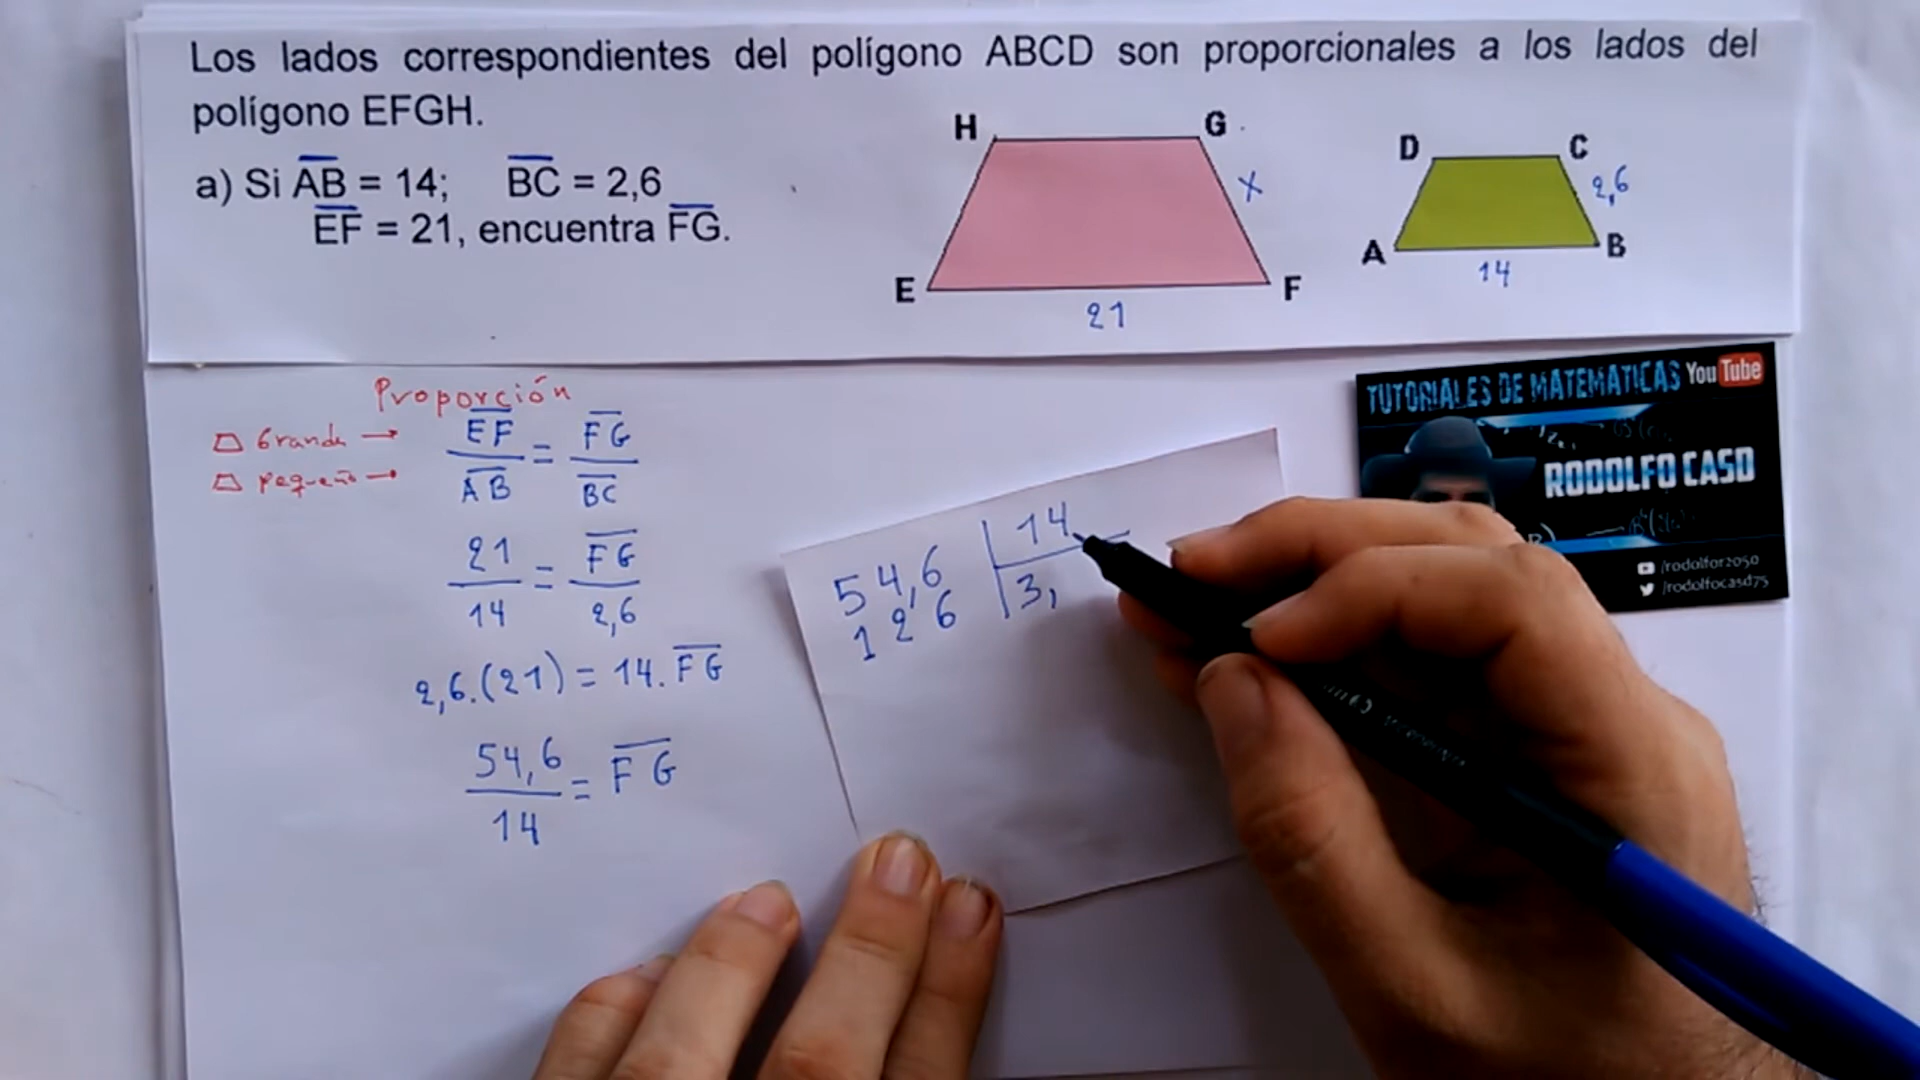 Los lados correspondientes del polígono ABCD son proporcionales a los lados del
polígono EFGH.
a) Si AB = 14; BC = 2,6
EF = 21, encuentra FG.
H
G
X
E
F
21
D
C
2,6
A
B
14
Proporción
Grande → EF/AB = FG/BC
pequeño →
21/14 = FG/2,6
2,6.(21) = 14.FG
54,6/14 = FG
54,6 | 14
126 | 3,
TUTORIALES DE MATEMATICAS YouTube
RODOLFO CASO
/rodolfor2050
/rodolfocasd75